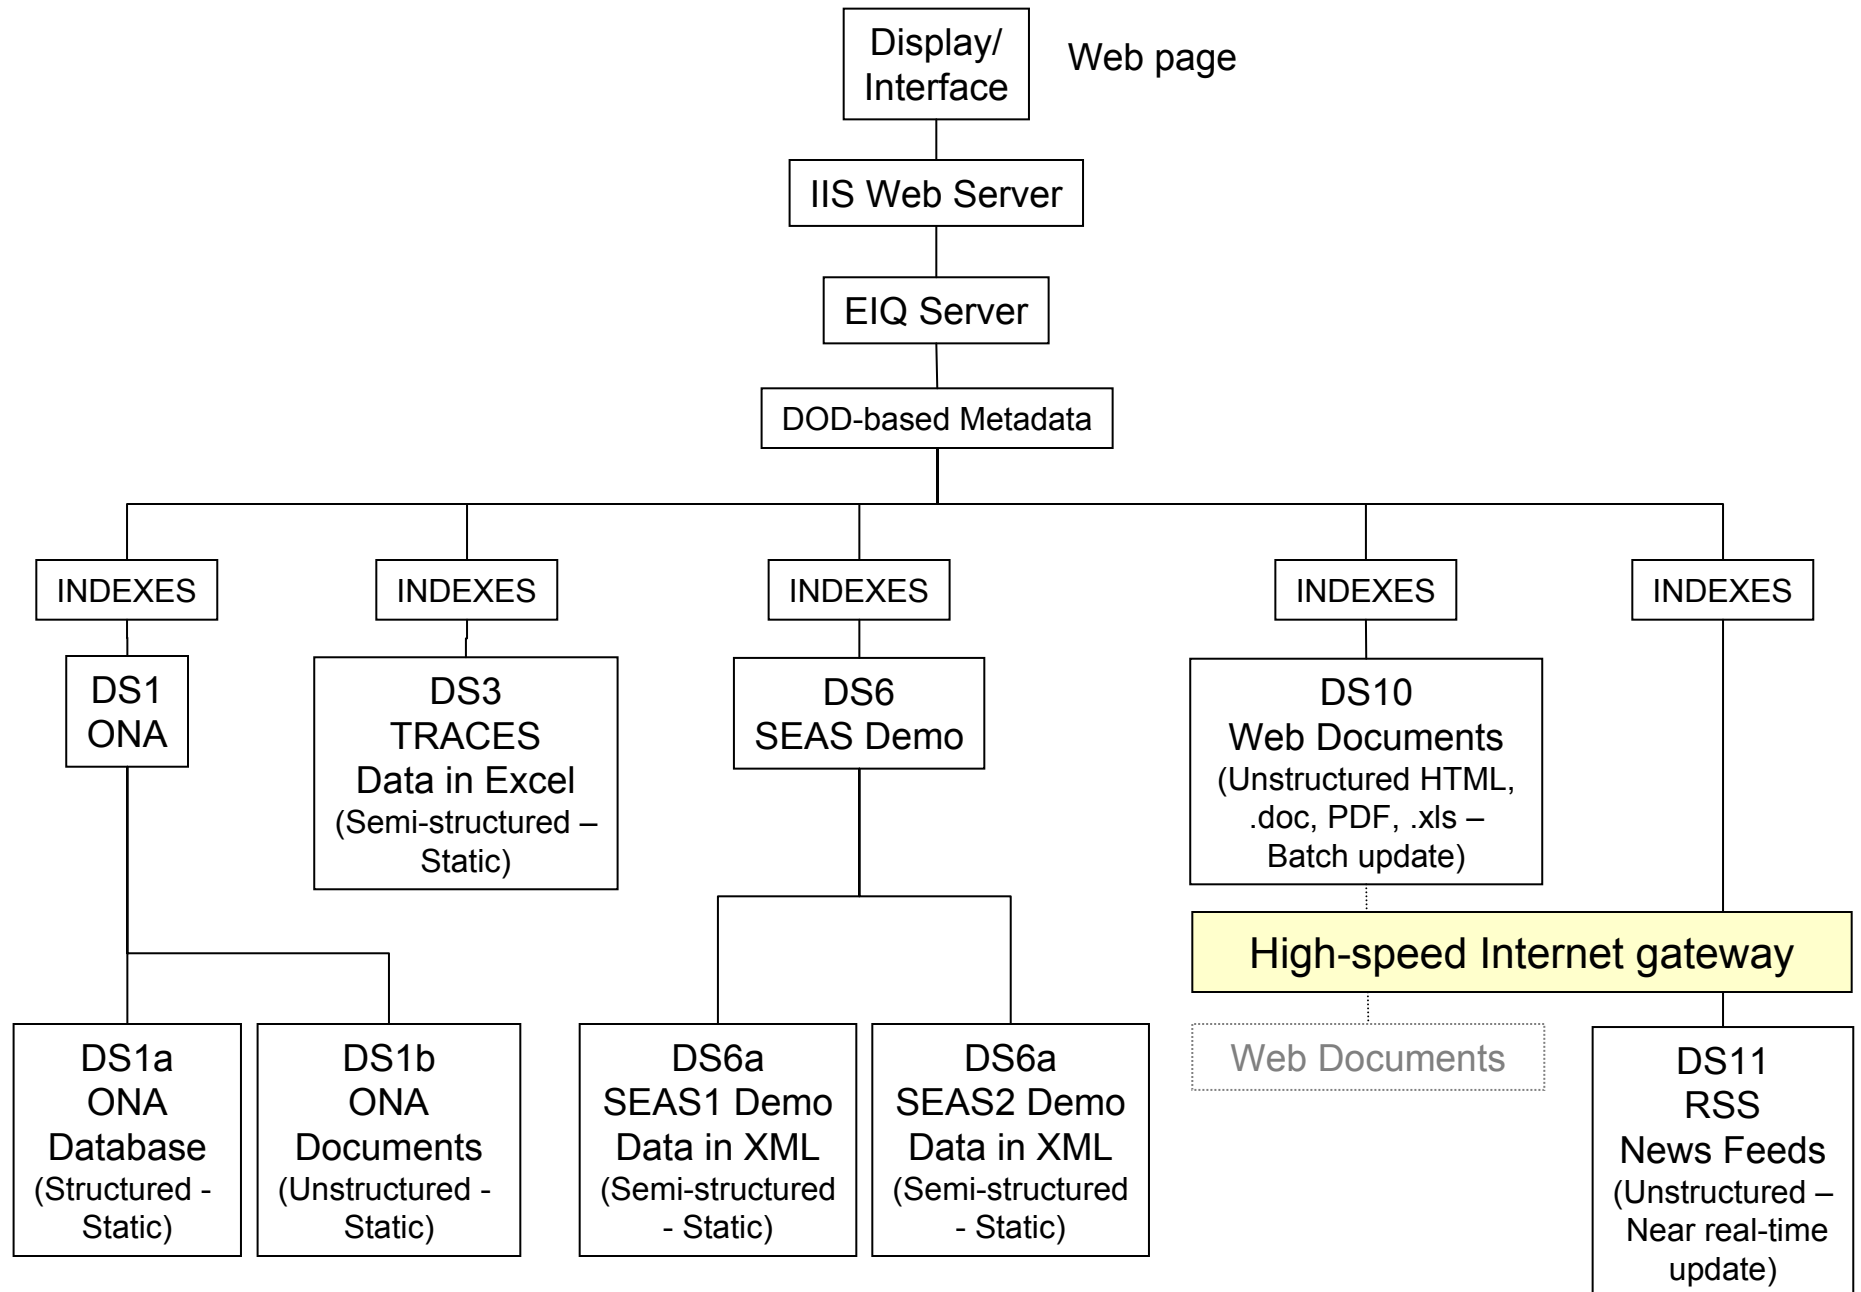 Display/
Interface
Web page
IIS Web Server
EIQ Server
DOD-based Metadata
INDEXES
INDEXES
INDEXES
INDEXES
INDEXES
DS1
ONA
DS3
TRACES
Data in Excel
(Semi-structured –
Static)
DS6
SEAS Demo
DS10
Web Documents
(Unstructured HTML,
.doc, PDF, .xls –
Batch update)
High-speed Internet gateway
DS1a
ONA
Database
(Structured -
Static)
DS1b
ONA
Documents
(Unstructured -
Static)
DS6a
SEAS1 Demo
Data in XML
(Semi-structured
- Static)
DS6a
SEAS2 Demo
Data in XML
(Semi-structured
- Static)
Web Documents
DS11
RSS
News Feeds
(Unstructured –
Near real-time
update)